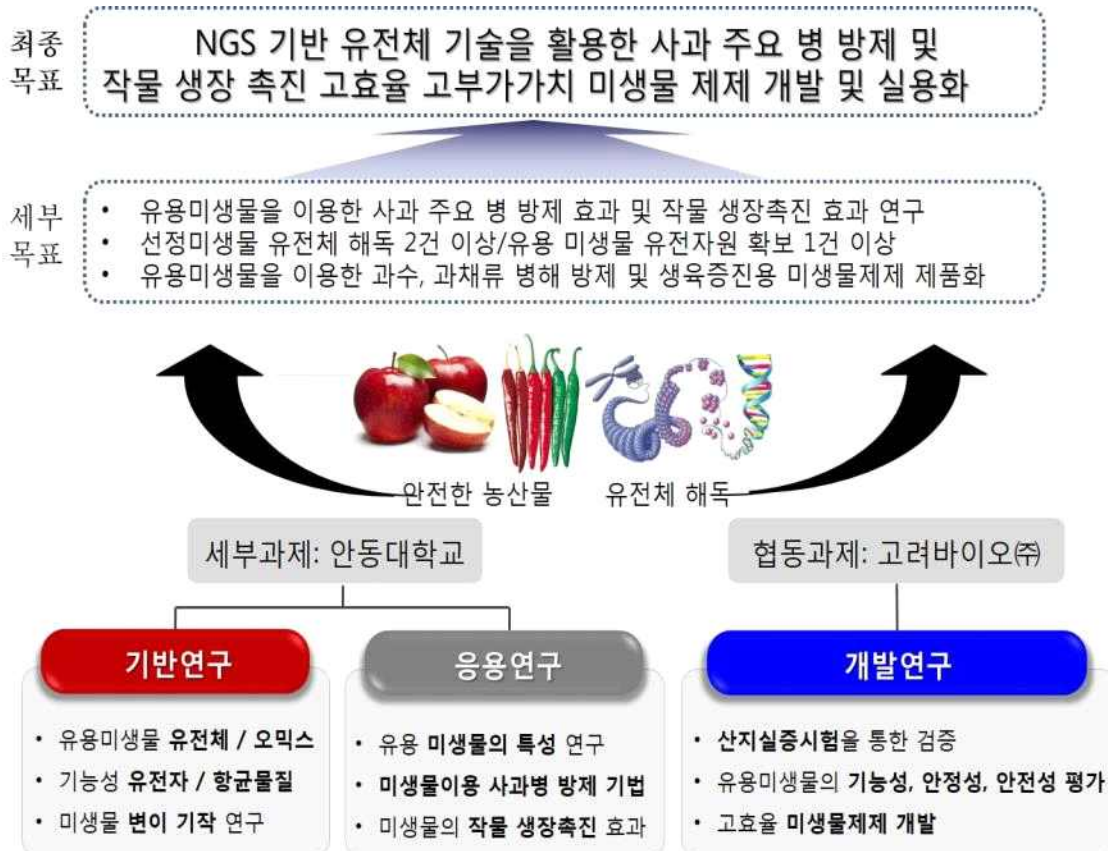 최종
목표
NGS 기반 유전체 기술을 활용한 사과 주요 병 방제 및
작물 생장 촉진 고효율 고부가가치 미생물 제제 개발 및 실용화
세부
목표
• 유용미생물을 이용한 사과 주요 병 방제 효과 및 작물 생장촉진 효과 연구
• 선정미생물 유전체 해독 2건 이상/유용 미생물 유전자원 확보 1건 이상
• 유용미생물을 이용한 과수, 과채류 병해 방제 및 생육증진용 미생물제제 제품화
안전한 농산물
유전체 해독
세부과제: 안동대학교
협동과제: 고려바이오㈜
기반연구
• 유용미생물 유전체 / 오믹스
• 기능성 유전자 / 항균물질
• 미생물 변이 기작 연구
응용연구
• 유용 미생물의 특성 연구
• 미생물이용 사과병 방제 기법
• 미생물의 작물 생장촉진 효과
개발연구
• 산지실증시험을 통한 검증
• 유용미생물의 기능성, 안정성, 안전성 평가
• 고효율 미생물제제 개발